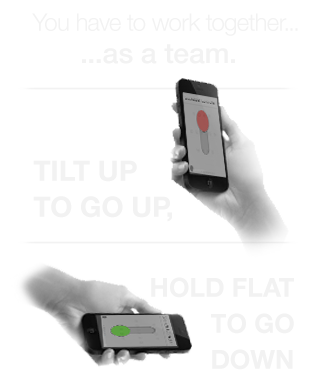 You have to work together...
...as a team.
TILT UP
TO GO UP,
HOLD FLAT
TO GO
DOWN